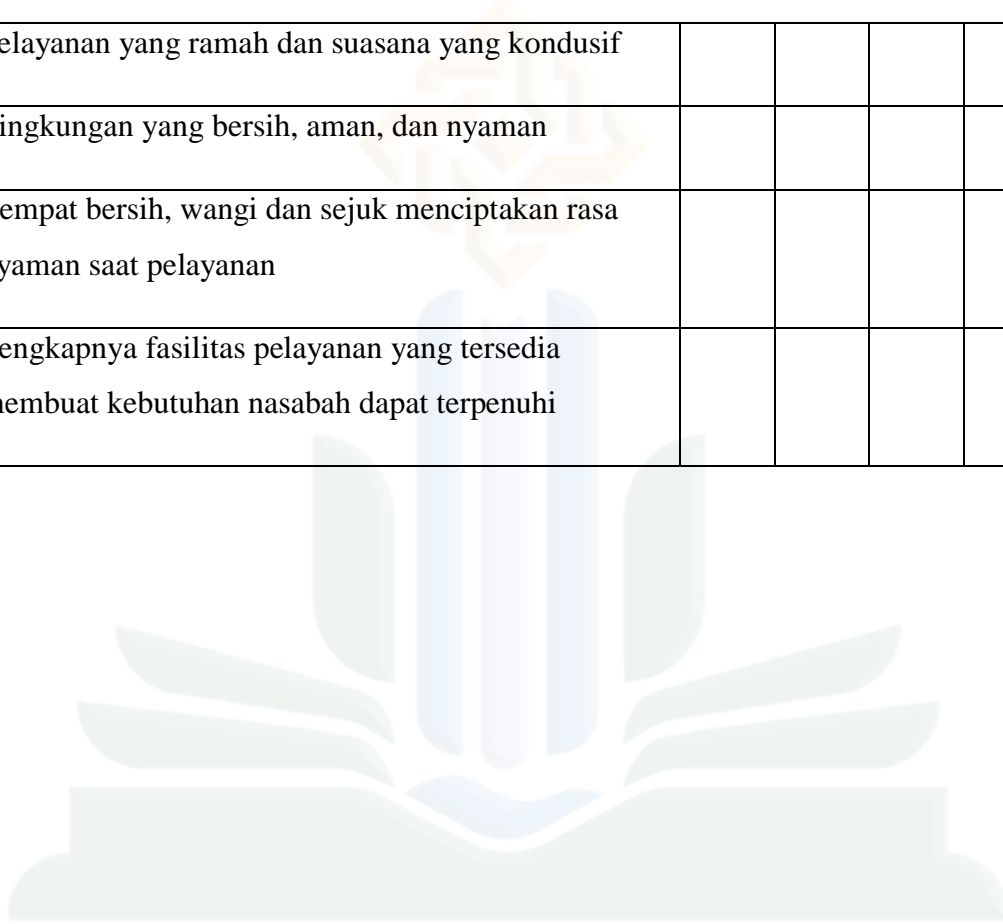 elayanan yang ramah dan suasana yang kondusif
ingkungan yang bersih, aman, dan nyaman
empat bersih, wangi dan sejuk menciptakan rasa
yaman saat pelayanan
engkapnya fasilitas pelayanan yang tersedia
embuat kebutuhan nasabah dapat terpenuhi